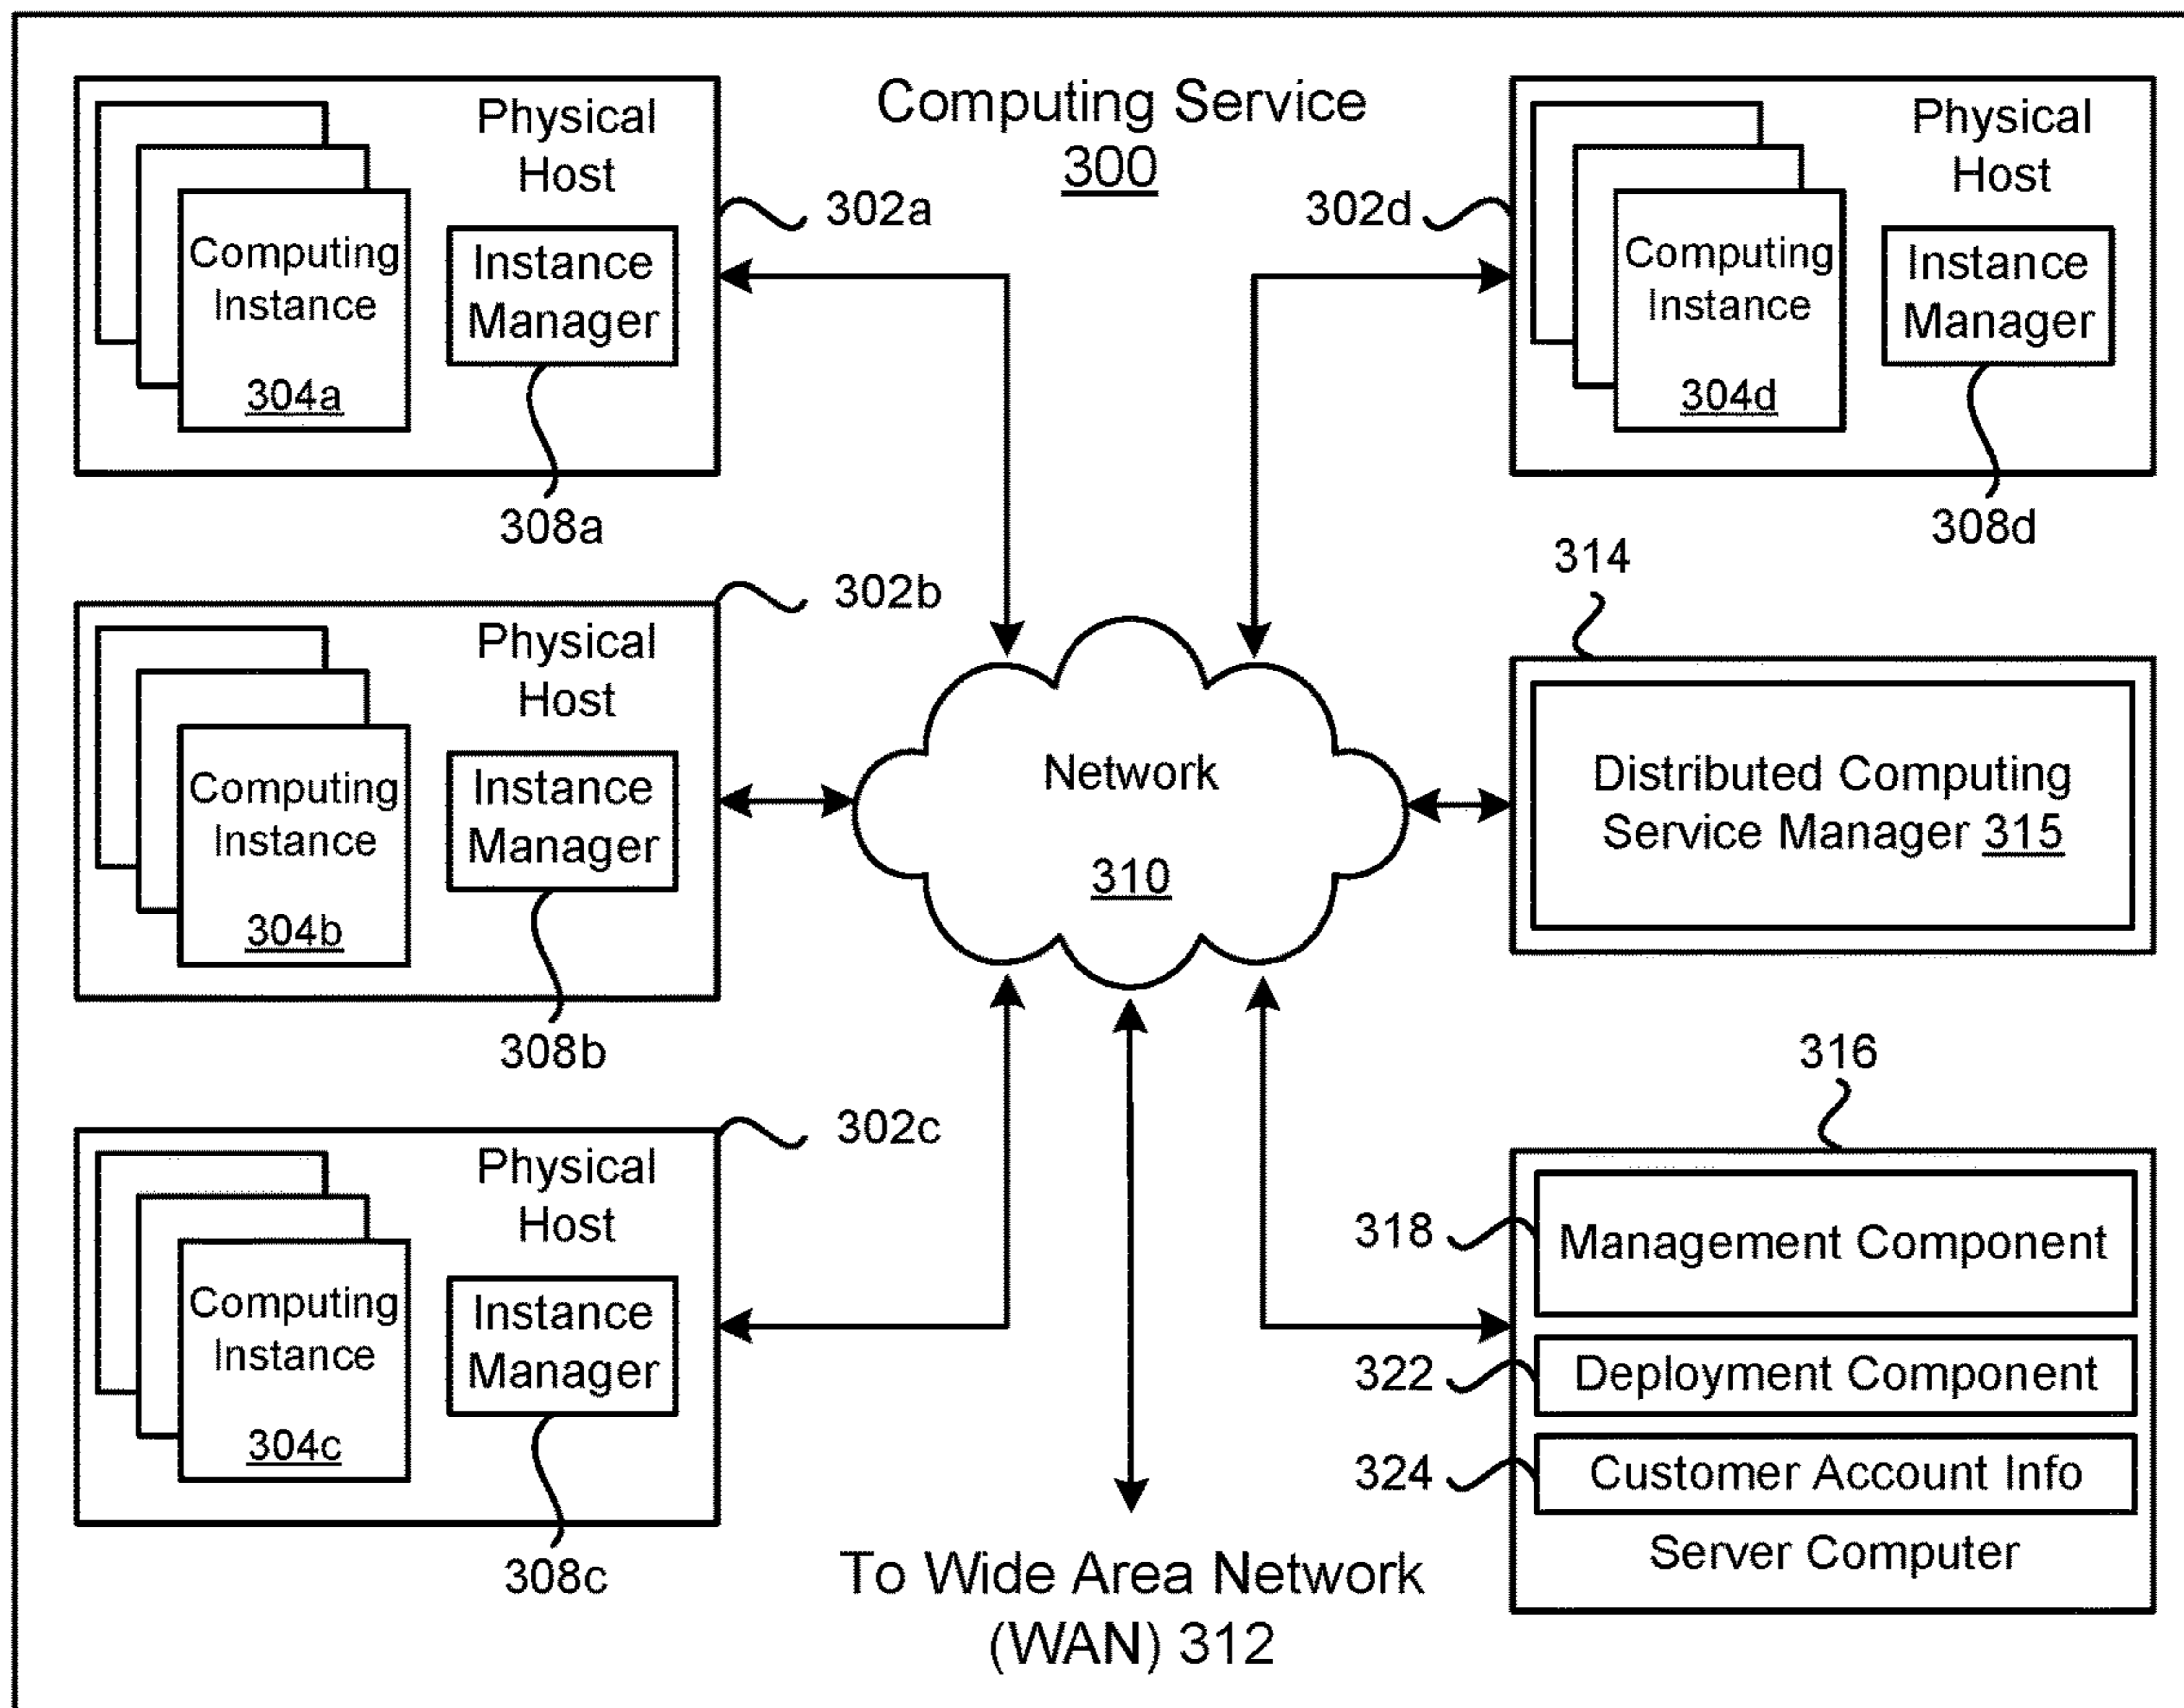 Computing Service
300
Physical
Host
302a
Computing
Instance
304a
Instance
Manager
308a
Physical
Host
302d
Computing
Instance
304d
Instance
Manager
308d
Physical
Host
302b
Computing
Instance
304b
Instance
Manager
308b
Network
310
314
Distributed Computing
Service Manager 315
Physical
Host
302c
Computing
Instance
304c
Instance
Manager
308c
To Wide Area Network
(WAN) 312
316
318
Management Component
322
Deployment Component
324
Customer Account Info
Server Computer